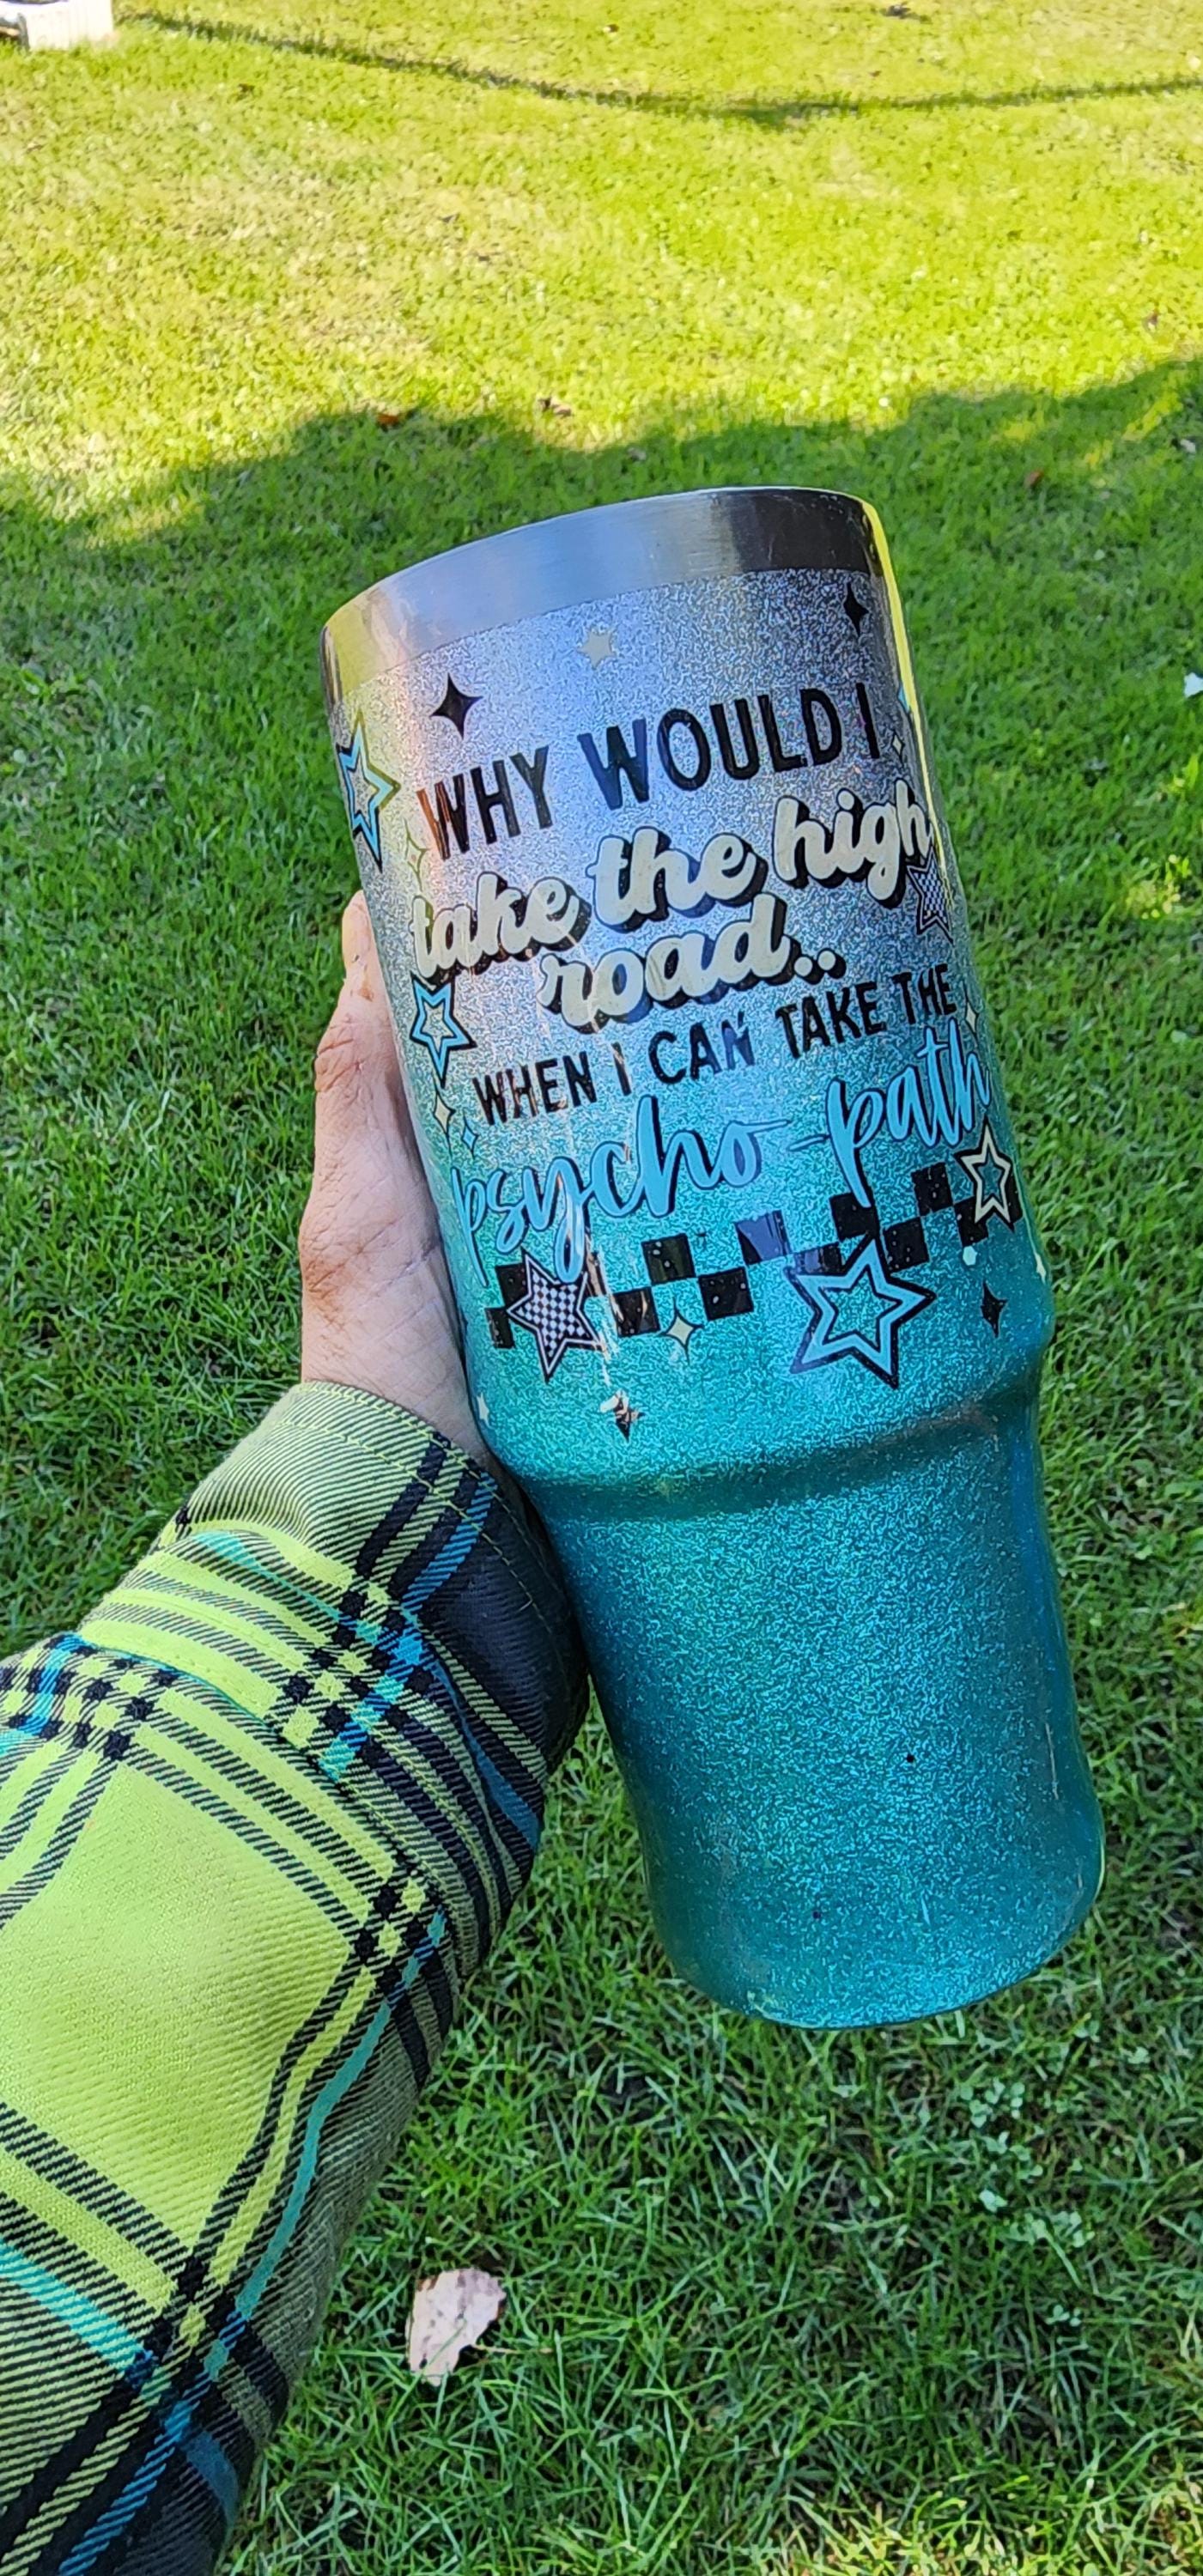 WHY WOULD I
take the high
road..
WHEN I CAN TAKE THE
psycho-path